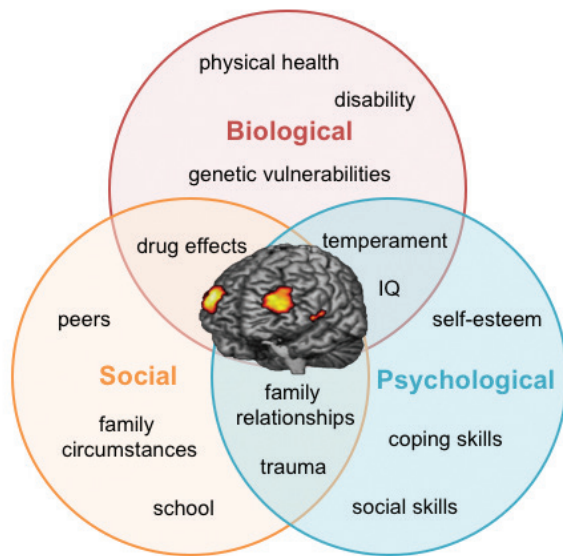 physical health
disability
Biological
genetic vulnerabilities
drug effects
temperament
IQ
peers
self-esteem
Social
Psychological
family
relationships
family
circumstances
coping skills
trauma
school
social skills